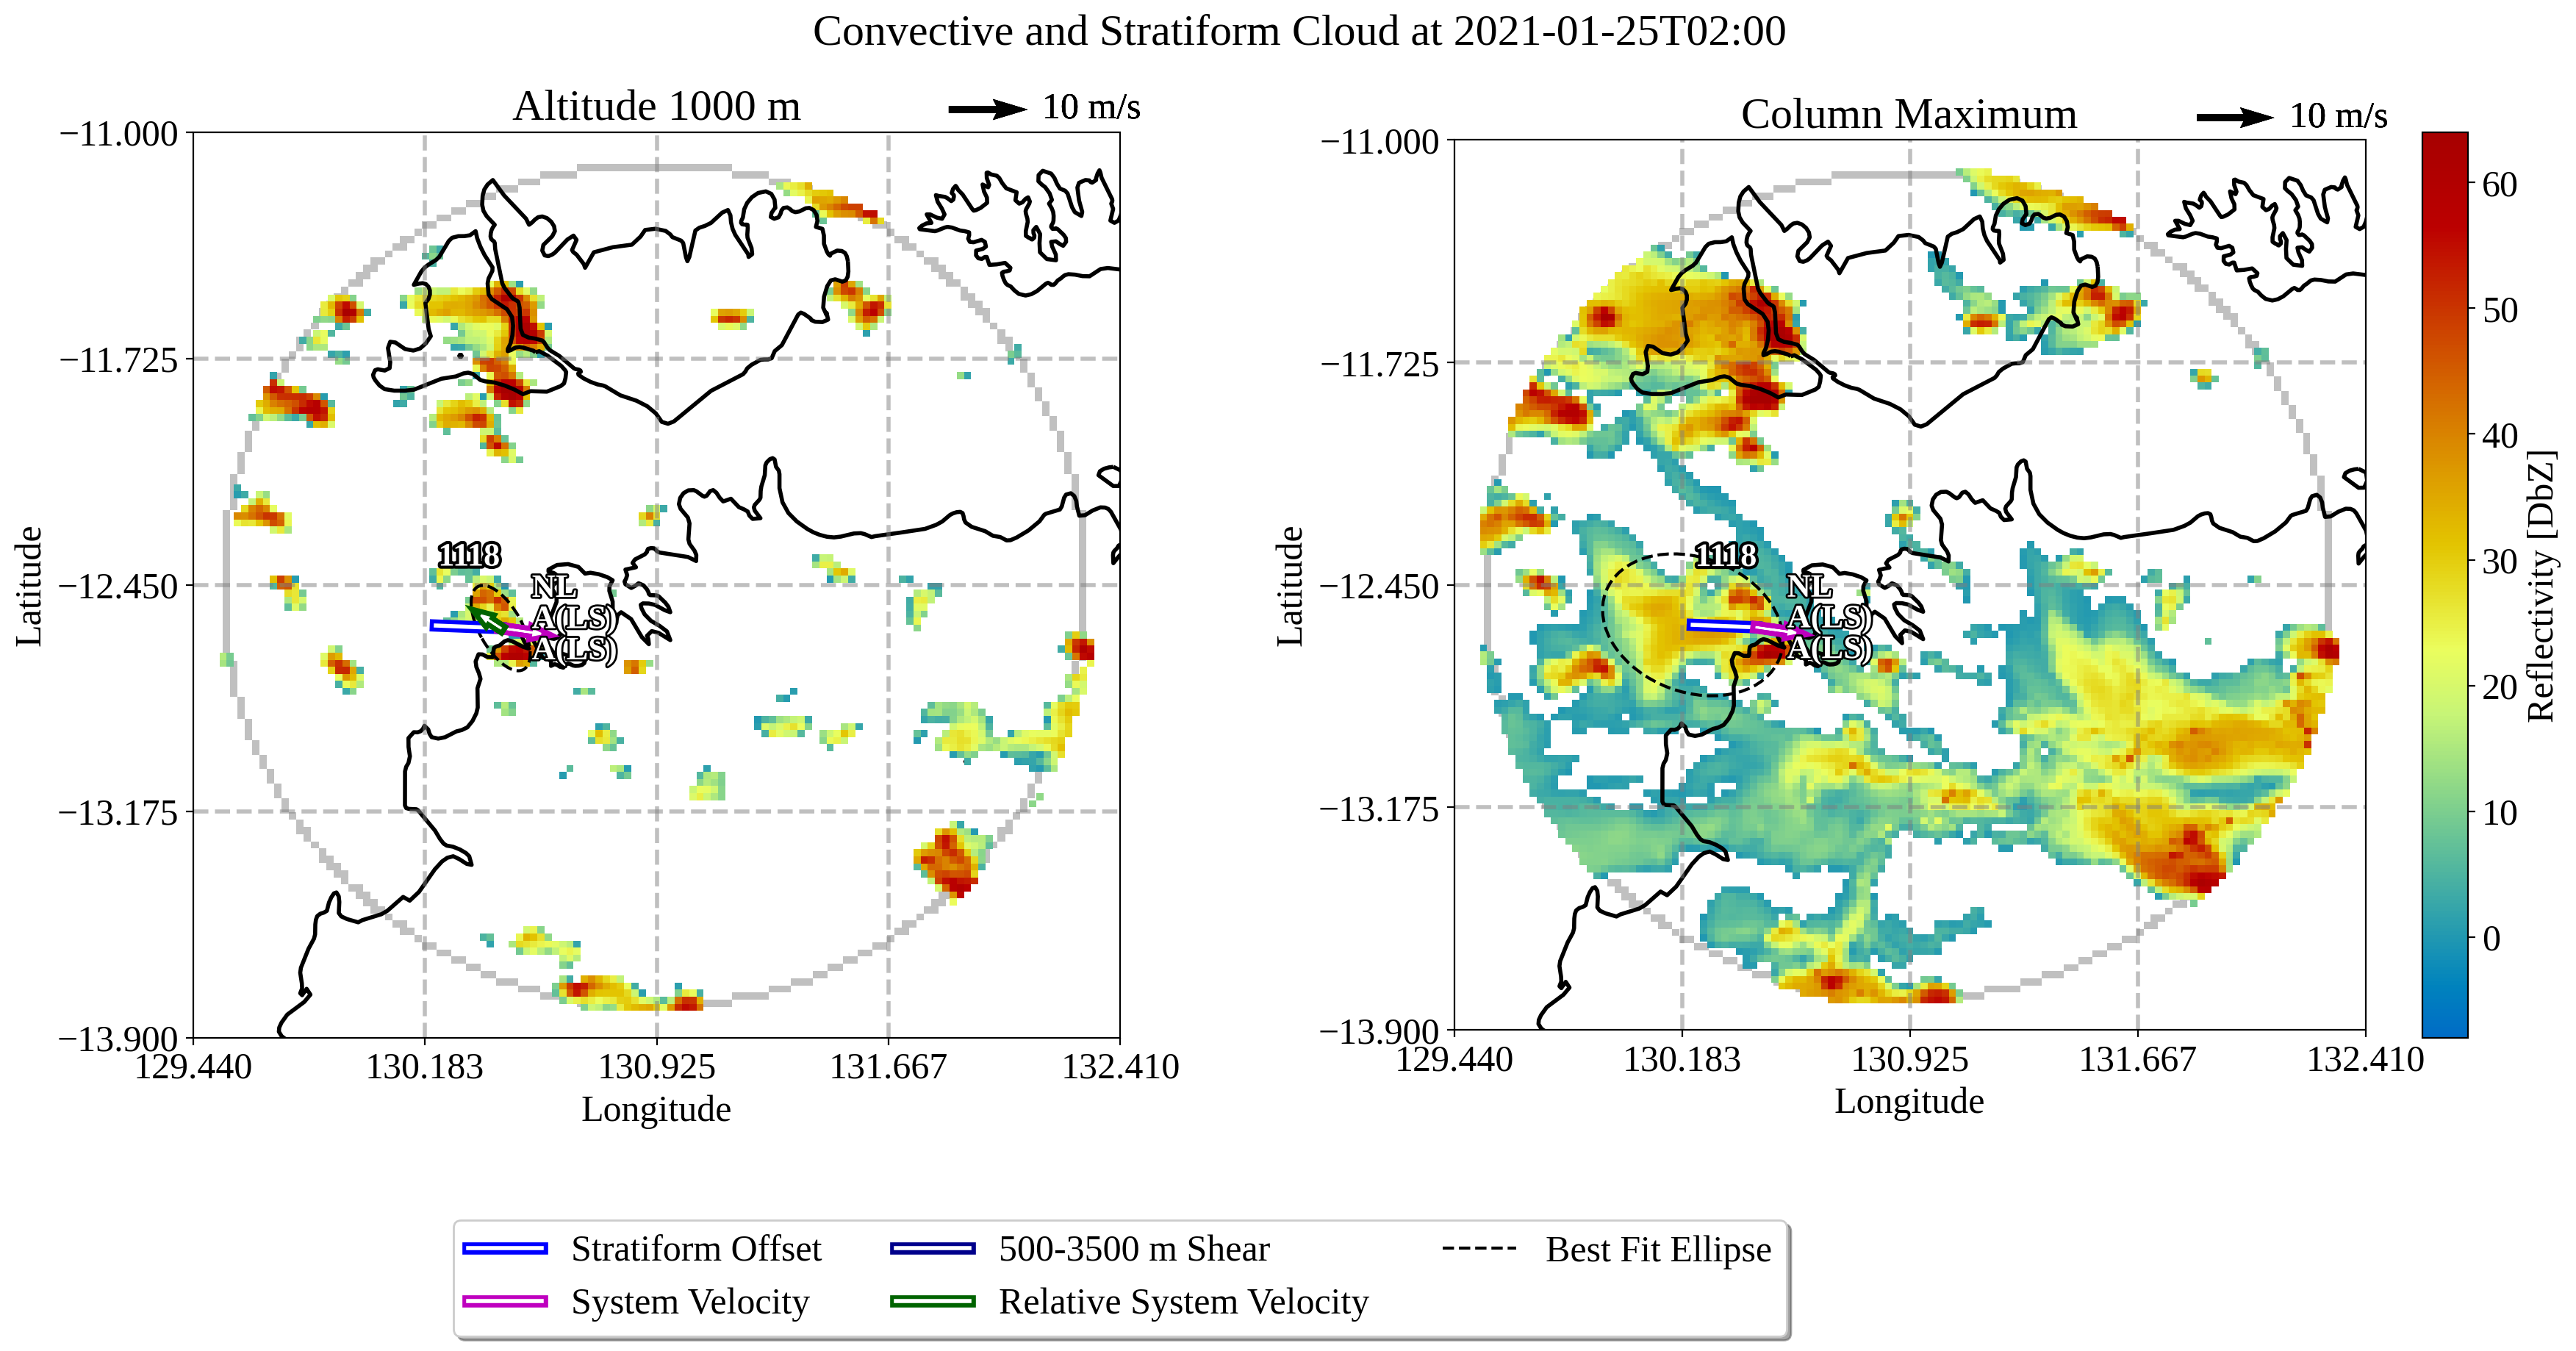 Convective and Stratiform Cloud at 2021-01-25T02:00
Altitude 1000 m
10 m/s
Column Maximum
10 m/s
−11.000
−11.725
−12.450
−13.175
−13.900
Latitude
129.440
130.183
130.925
131.667
132.410
Longitude
1118
NL
A(LS)
A(LS)
−11.000
−11.725
−12.450
−13.175
−13.900
Latitude
129.440
130.183
130.925
131.667
132.410
Longitude
1118
NL
A(LS)
A(LS)
60
50
40
30
20
10
0
Reflectivity [DbZ]
Stratiform Offset
System Velocity
500-3500 m Shear
Relative System Velocity
Best Fit Ellipse